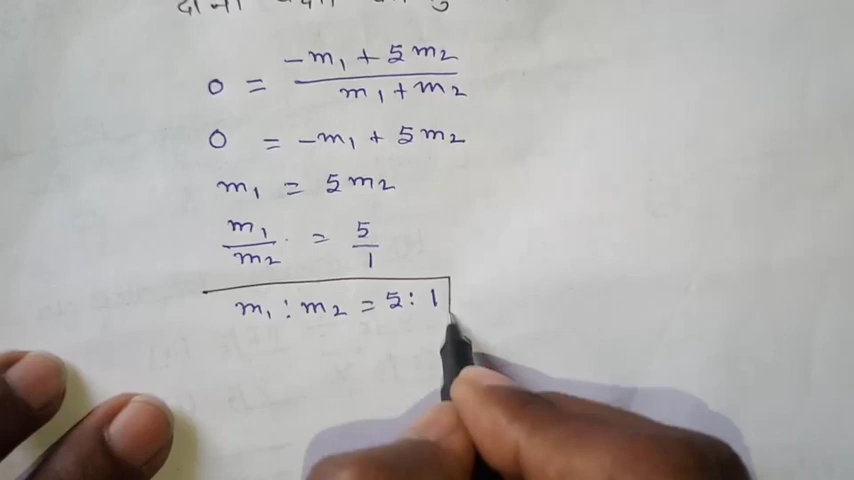 0 = -m₁ + 5m₂ / m₁ + m₂
0 = -m₁ + 5m₂
m₁ = 5m₂
m₁ / m₂ = 5 / 1
m₁ : m₂ = 5 : 1